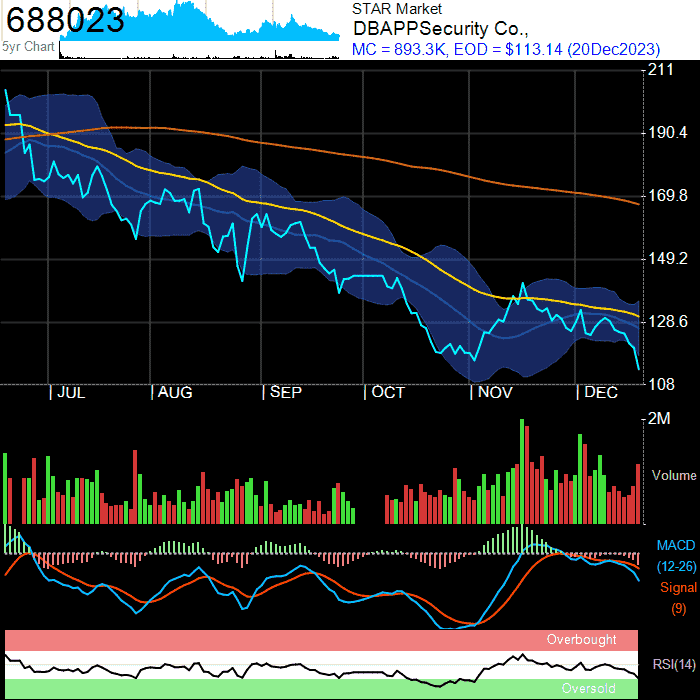 688023
5yr Chart
STAR Market
DBAPPSecurity Co.,
MC = 893.3K, EOD = $113.14 (20Dec2023)
211
190.4
169.8
149.2
128.6
108
| JUL | AUG | SEP | OCT | NOV | DEC
2M
Volume
MACD
(12-26)
Signal
(9)
Overbought
RSI(14)
Oversold